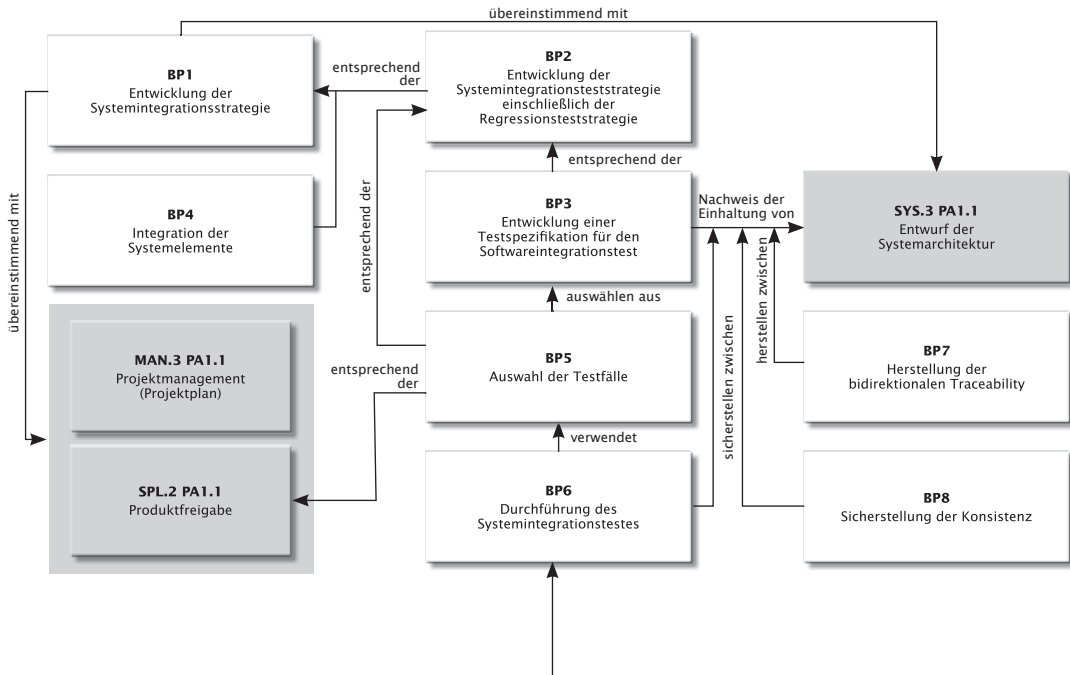 übereinstimmend mit
BP1
Entwicklung der
Systemintegrationsstrategie
entsprechend
der
BP2
Entwicklung der
Systemintegrationsteststrategie
einschließlich der
Regressionsteststrategie
entsprechend der
übereinstimmend mit
BP4
Integration der
Systemelemente
entsprechend der
BP3
Entwicklung einer
Testspezifikation für den
Softwareintegrationstest
Nachweis der
Einhaltung von
SYS.3 PA1.1
Entwurf der
Systemarchitektur
auswählen aus
herstellen zwischen
sicherstellen zwischen
MAN.3 PA1.1
Projektmanagement
(Projektplan)
entsprechend
der
BP5
Auswahl der Testfälle
BP7
Herstellung der
bidirektionalen Traceability
verwendet
SPL.2 PA1.1
Produktfreigabe
BP6
Durchführung des
Systemintegrationstestes
BP8
Sicherstellung der Konsistenz